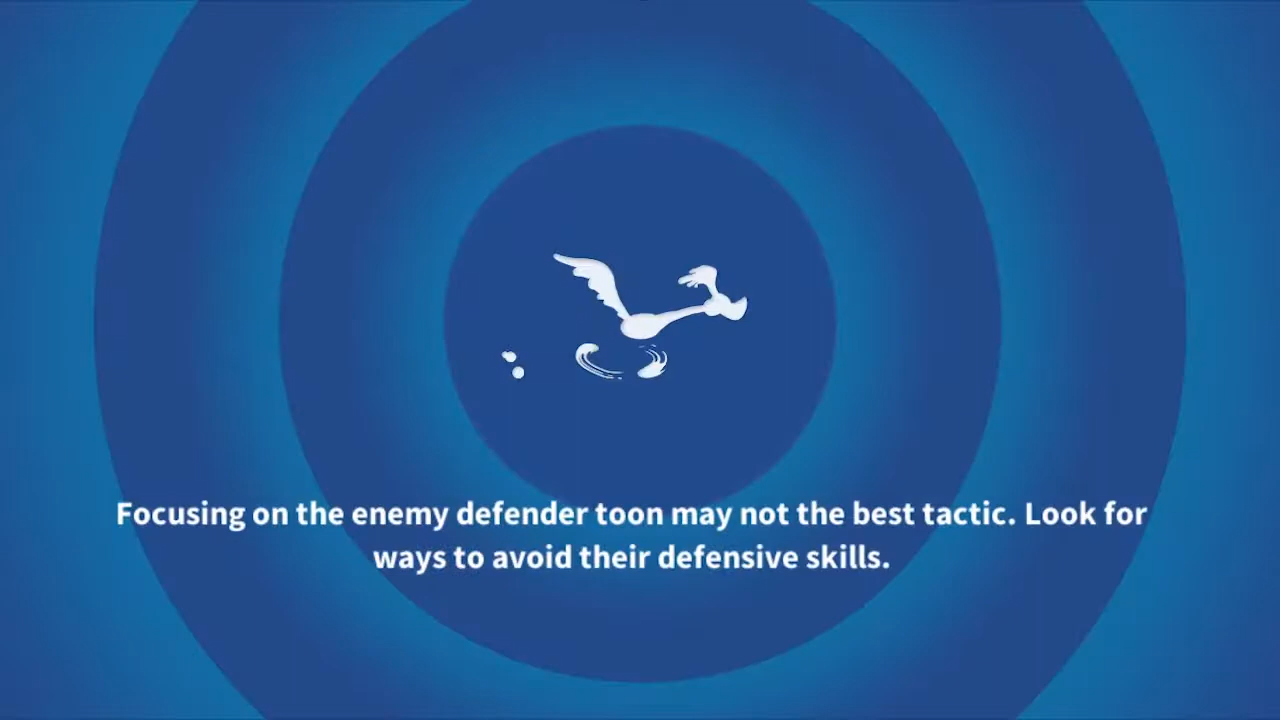 Focusing on the enemy defender toon may not the best tactic. Look for
ways to avoid their defensive skills.